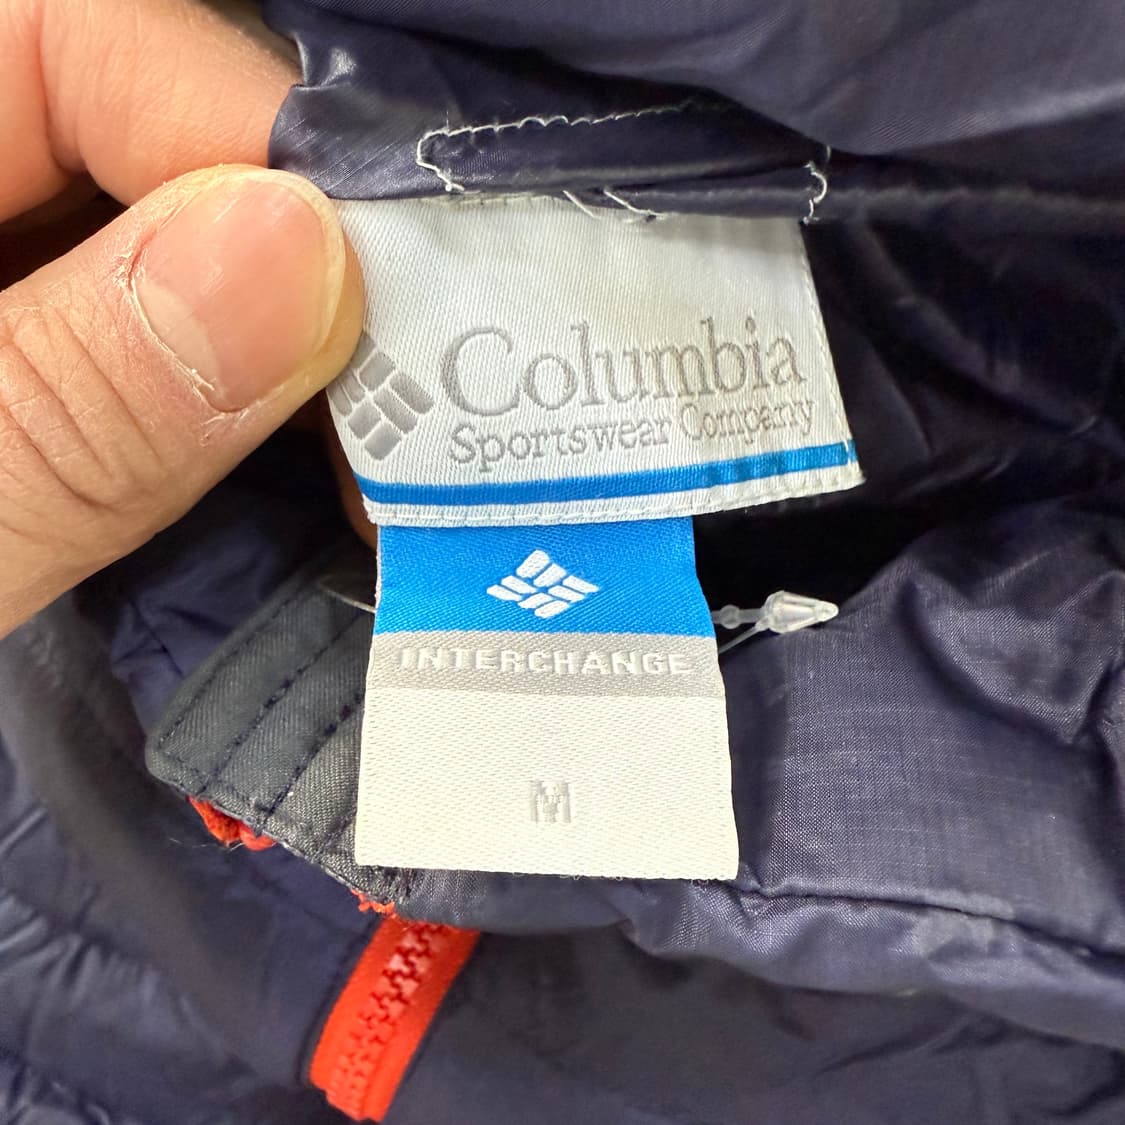 Columbia
Sportswear Company
INTERCHANGE
M